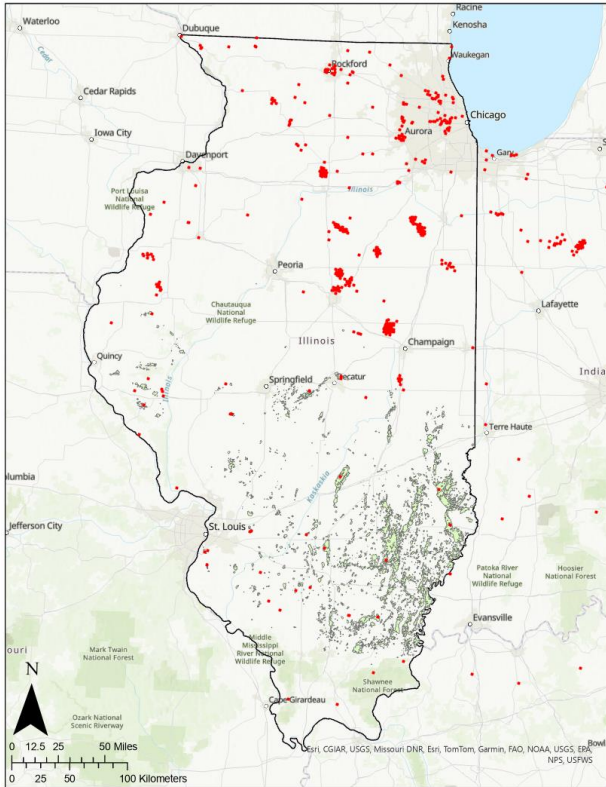 Racine
Waterloo
Dubuque
Kenosha
Waukegan
Rockford
Cedar
Cedar Rapids
Chicago
Aurora
Iowa City
Gary
Davenport
Illinois
Port Louisa
National
Wildlife Refuge
Peoria
Chautauqua
National
Wildlife Refuge
Lafayette
Illinois
Champaign
Quincy
Illinois
India
Springfield
Decatur
Terre Haute
Kaskaskia
olumbia
Jefferson City
St. Louis
Patoka River
National
Wildlife Refuge
Hoosier
National Forest
Evansville
ouri
Mark Twain
National Forest
Middle
Mississippi
River National
Wildlife Refuge
Shawnee
National Forest
N
Cape Girardeau
Ozark National
Scenic Riverway
0 12.5 25 50 Miles
0 25 50 100 Kilometers
Bowl
Esri, CGIAR, USGS, Missouri DNR, Esri, TomTom, Garmin, FAO, NOAA, USGS, EPA,
NPS, USFWS